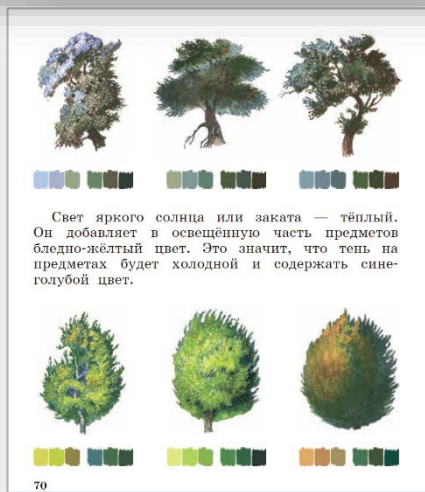 Свет яркого солнца или заката — тёплый.
Он добавляет в освещённую часть предметов
бледно-жёлтый цвет. Это значит, что тень на
предметах будет холодной и содержать сине-
голубой цвет.
70